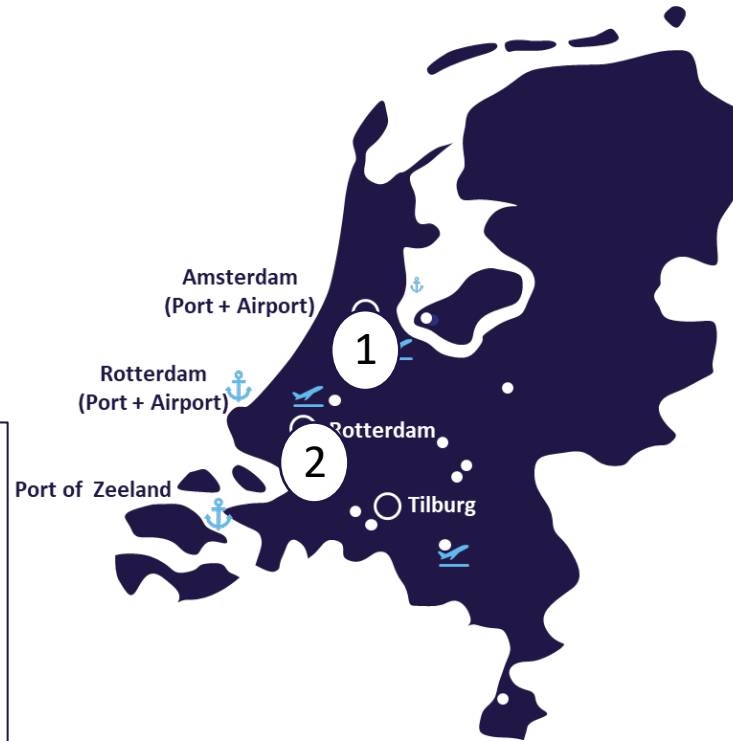 Amsterdam
(Port + Airport)
1
Rotterdam
(Port + Airport)
Rotterdam
2
Port of Zeeland
Tilburg